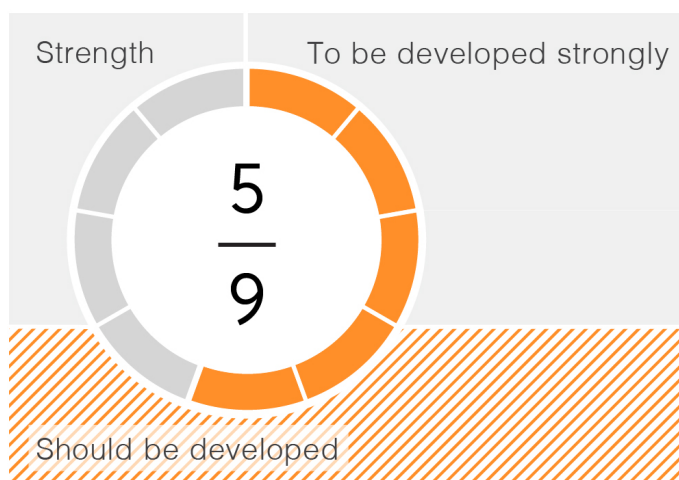 Strength
To be developed strongly
5
9
Should be developed